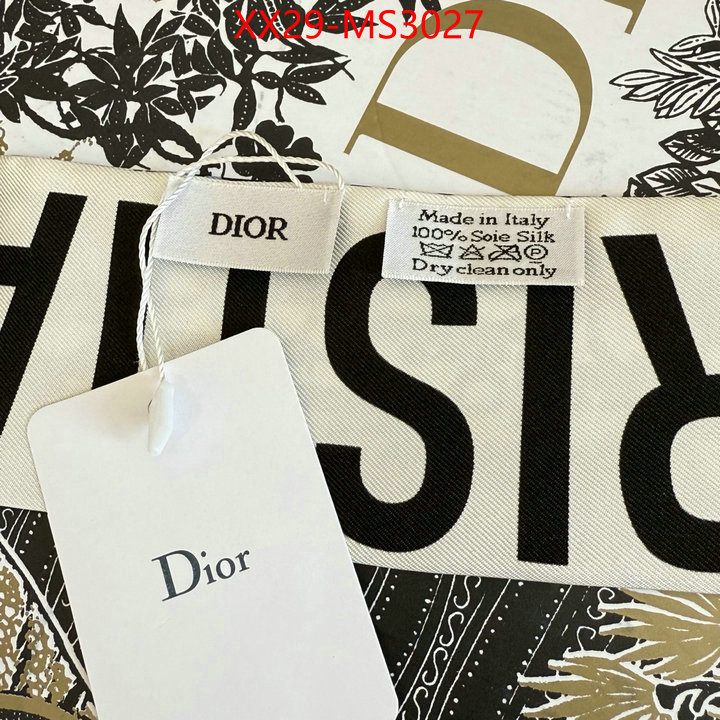 XX29-MS3027
D
DIOR
Made in Italy
100% Soie Silk
P
Dry clean only
Dior